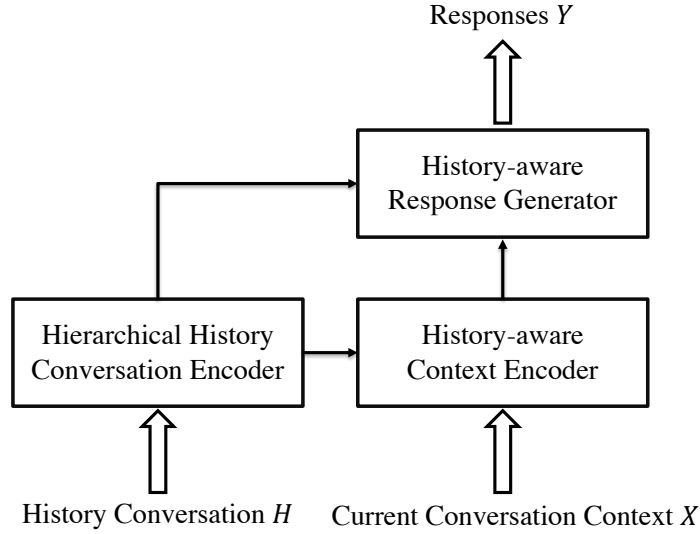 Responses Y
History-aware
Response Generator
Hierarchical History
Conversation Encoder
History-aware
Context Encoder
History Conversation H
Current Conversation Context X